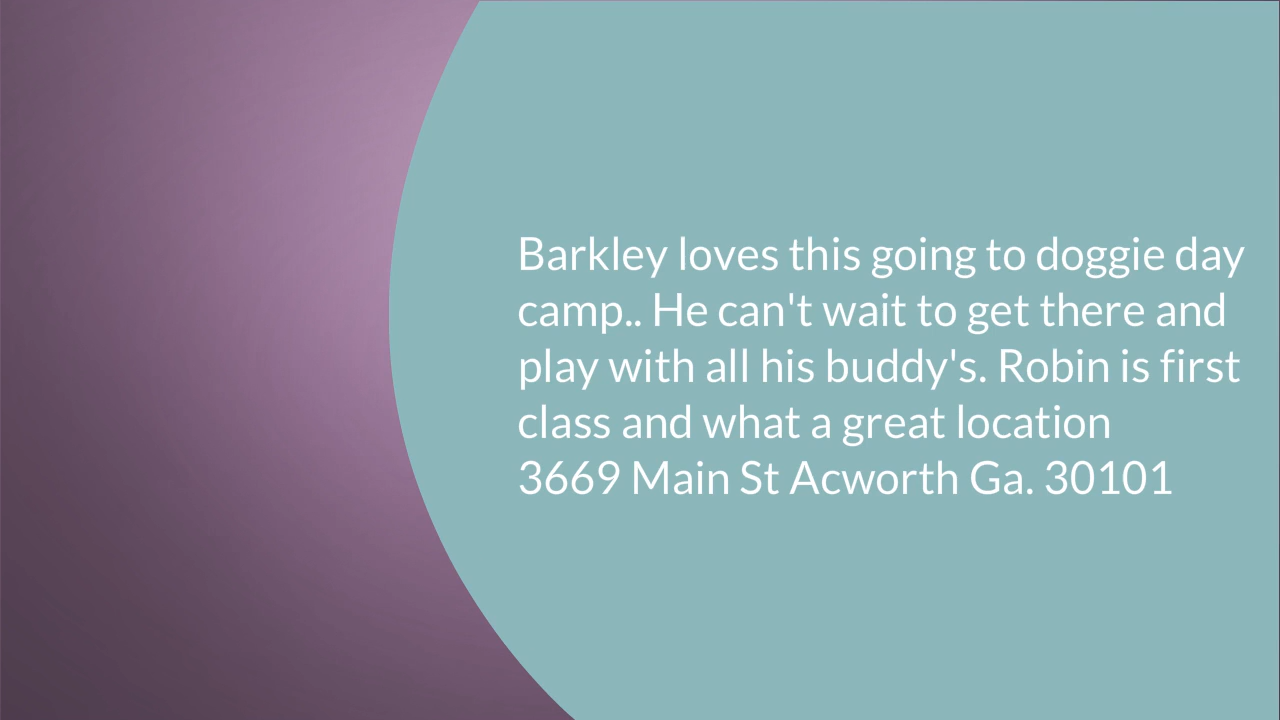 Barkley loves this going to doggie day
camp.. He can't wait to get there and
play with all his buddy's. Robin is first
class and what a great location
3669 Main St Acworth Ga. 30101